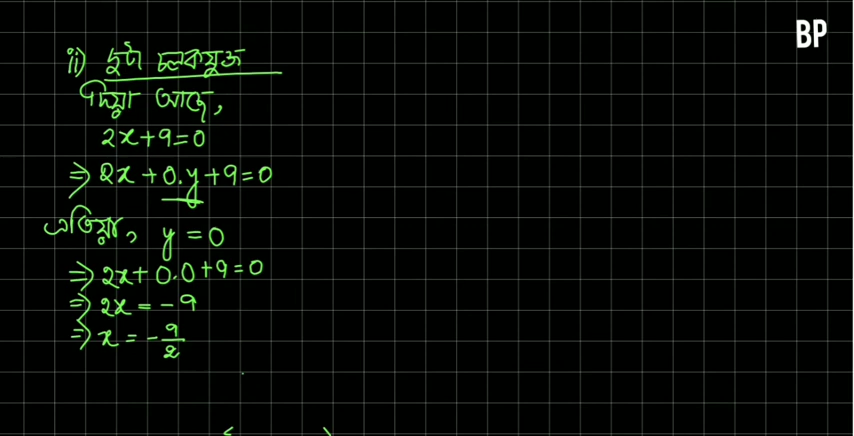 BP
ii) দুটা চলকযুক্ত
দিয়া আছে,
2x+9=0
⇒ 2x + 0.y + 9 = 0
এতিয়া, y = 0
⇒ 2x + 0.0 + 9 = 0
⇒ 2x = - 9
⇒ x = - 9/2